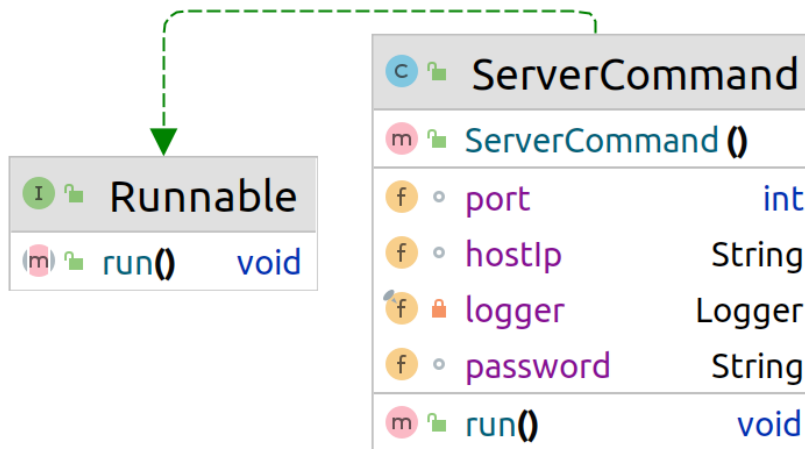 Runnable
run() void
ServerCommand
ServerCommand ()
port int
hostIp String
logger Logger
password String
run() void